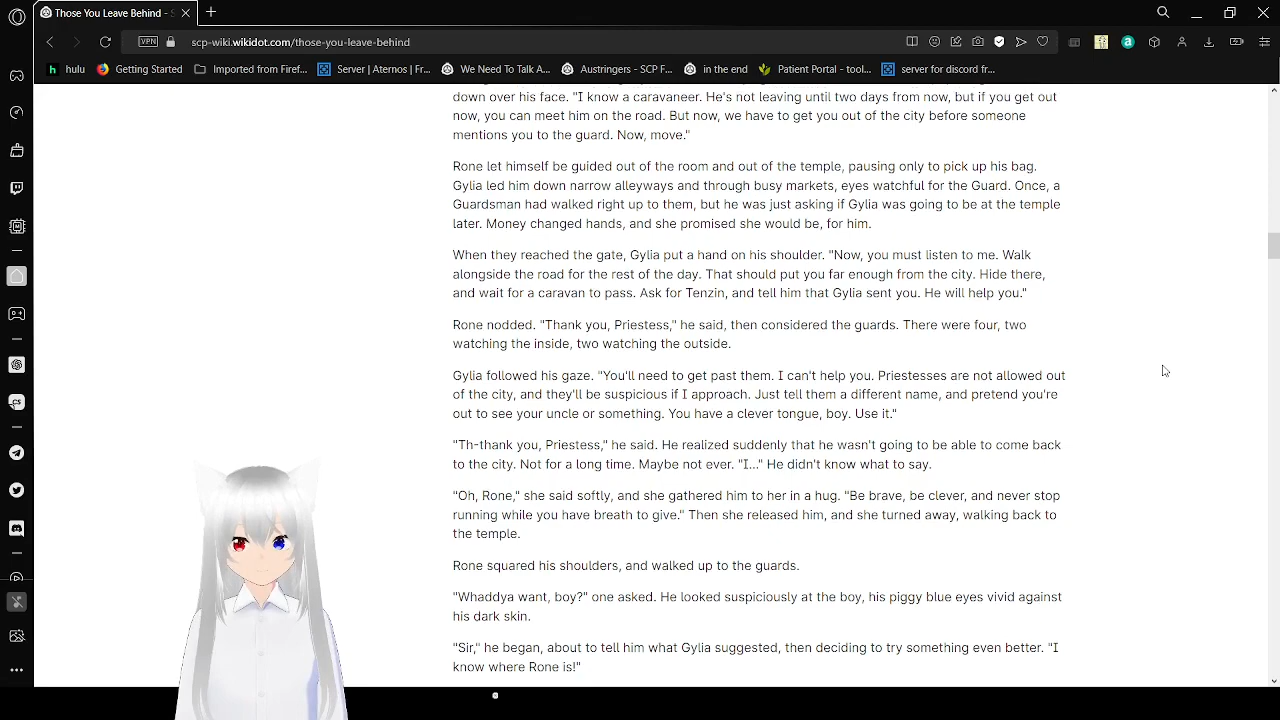 Those You Leave Behind - S
VPN
scp-wiki.wikidot.com/those-you-leave-behind
hulu
Getting Started
Imported from Firef...
Server | Aternos | Fr...
We Need To Talk A...
Austringers - SCP F...
in the end
Patient Portal - tool...
server for discord fr...
down over his face. "I know a caravaneer. He's not leaving until two days from now, but if you get out
now, you can meet him on the road. But now, we have to get you out of the city before someone
mentions you to the guard. Now, move."
Rone let himself be guided out of the room and out of the temple, pausing only to pick up his bag.
Gylia led him down narrow alleyways and through busy markets, eyes watchful for the Guard. Once, a
Guardsman had walked right up to them, but he was just asking if Gylia was going to be at the temple
later. Money changed hands, and she promised she would be, for him.
When they reached the gate, Gylia put a hand on his shoulder. "Now, you must listen to me. Walk
alongside the road for the rest of the day. That should put you far enough from the city. Hide there,
and wait for a caravan to pass. Ask for Tenzin, and tell him that Gylia sent you. He will help you."
Rone nodded. "Thank you, Priestess," he said, then considered the guards. There were four, two
watching the inside, two watching the outside.
Gylia followed his gaze. "You'll need to get past them. I can't help you. Priestesses are not allowed out
of the city, and they'll be suspicious if I approach. Just tell them a different name, and pretend you're
out to see your uncle or something. You have a clever tongue, boy. Use it."
"Th-thank you, Priestess," he said. He realized suddenly that he wasn't going to be able to come back
to the city. Not for a long time. Maybe not ever. "I..." He didn't know what to say.
"Oh, Rone," she said softly, and she gathered him to her in a hug. "Be brave, be clever, and never stop
running while you have breath to give." Then she released him, and she turned away, walking back to
the temple.
Rone squared his shoulders, and walked up to the guards.
"Whaddya want, boy?" one asked. He looked suspiciously at the boy, his piggy blue eyes vivid against
his dark skin.
"Sir," he began, about to tell him what Gylia suggested, then deciding to try something even better. "I
know where Rone is!"